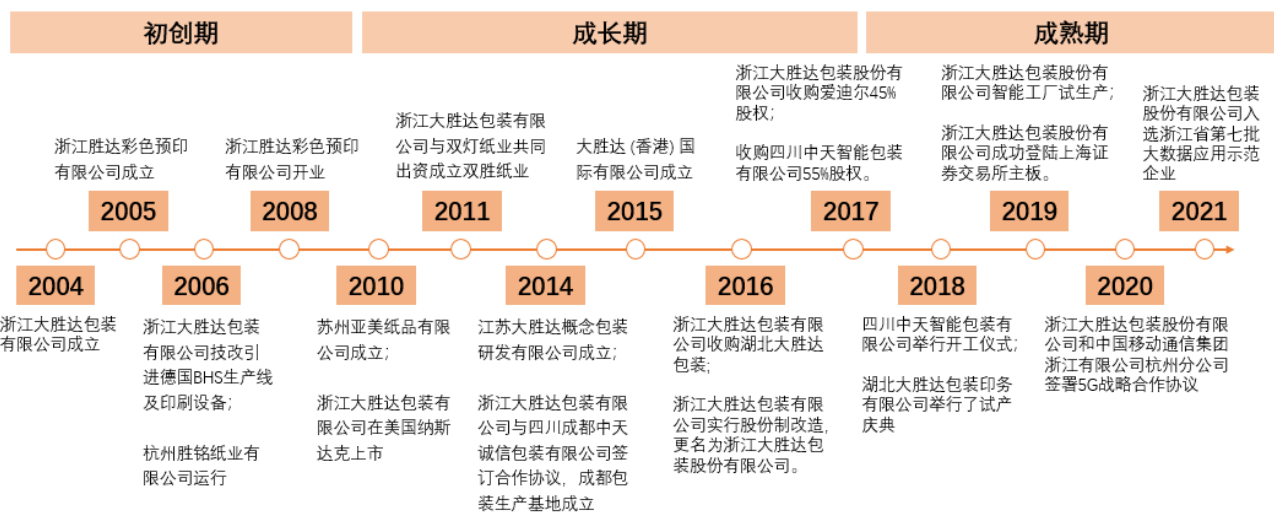 初创期
成长期
成熟期
浙江胜达彩色预印
有限公司成立
2005
浙江胜达彩色预印
有限公司开业
2008
浙江大胜达包装有限
公司与双灯纸业共同
出资成立双胜纸业
2011
大胜达 (香港) 国
际有限公司成立
2015
浙江大胜达包装股份有
限公司收购爱迪尔45%
股权；
收购四川中天智能包装
有限公司55%股权。
2017
浙江大胜达包装股份有
限公司智能工厂试生产；
浙江大胜达包装股份有
限公司成功登陆上海证
券交易所主板。
2019
浙江大胜达包装
股份有限公司入
选浙江省第七批
大数据应用示范
企业
2021
2004
浙江大胜达包装
有限公司成立
2006
浙江大胜达包装
有限公司技改引
进德国BHS生产线
及印刷设备；
杭州胜铭纸业有
限公司运行
2010
苏州亚美纸品有限
公司成立；
浙江大胜达包装有
限公司在美国纳斯
达克上市
2014
江苏大胜达概念包装
研发有限公司成立；
浙江大胜达包装有限
公司与四川成都中天
诚信包装有限公司签
订合作协议，成都包
装生产基地成立
2016
浙江大胜达包装有限
公司收购湖北大胜达
包装;
浙江大胜达包装有限
公司实行股份制改造，
更名为浙江大胜达包
装股份有限公司。
2018
四川中天智能包装有
限公司举行开工仪式；
湖北大胜达包装印务
有限公司举行了试产
庆典
2020
浙江大胜达包装股份有限
公司和中国移动通信集团
浙江有限公司杭州分公司
签署5G战略合作协议